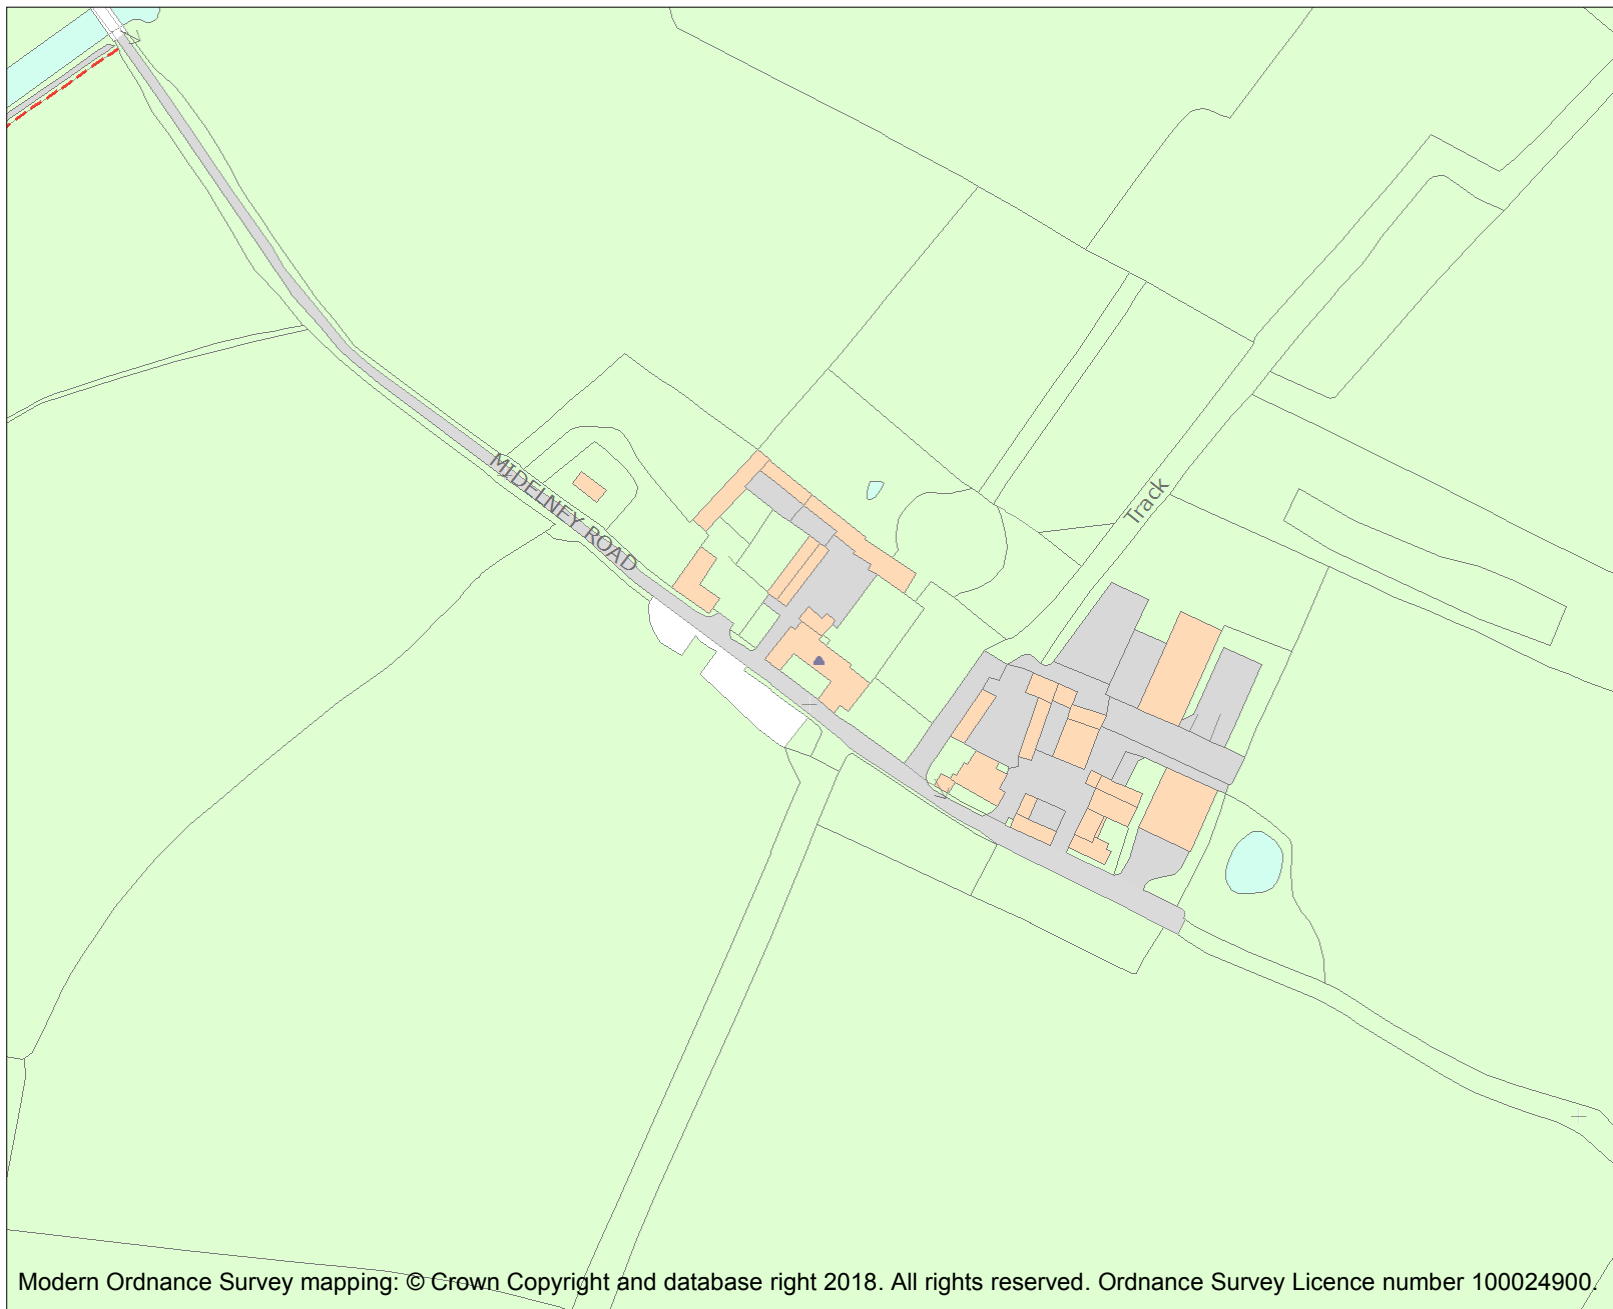 MIDELNEY ROAD
Track
Modern Ordnance Survey mapping: © Crown Copyright and database right 2018. All rights reserved. Ordnance Survey Licence number 100024900.